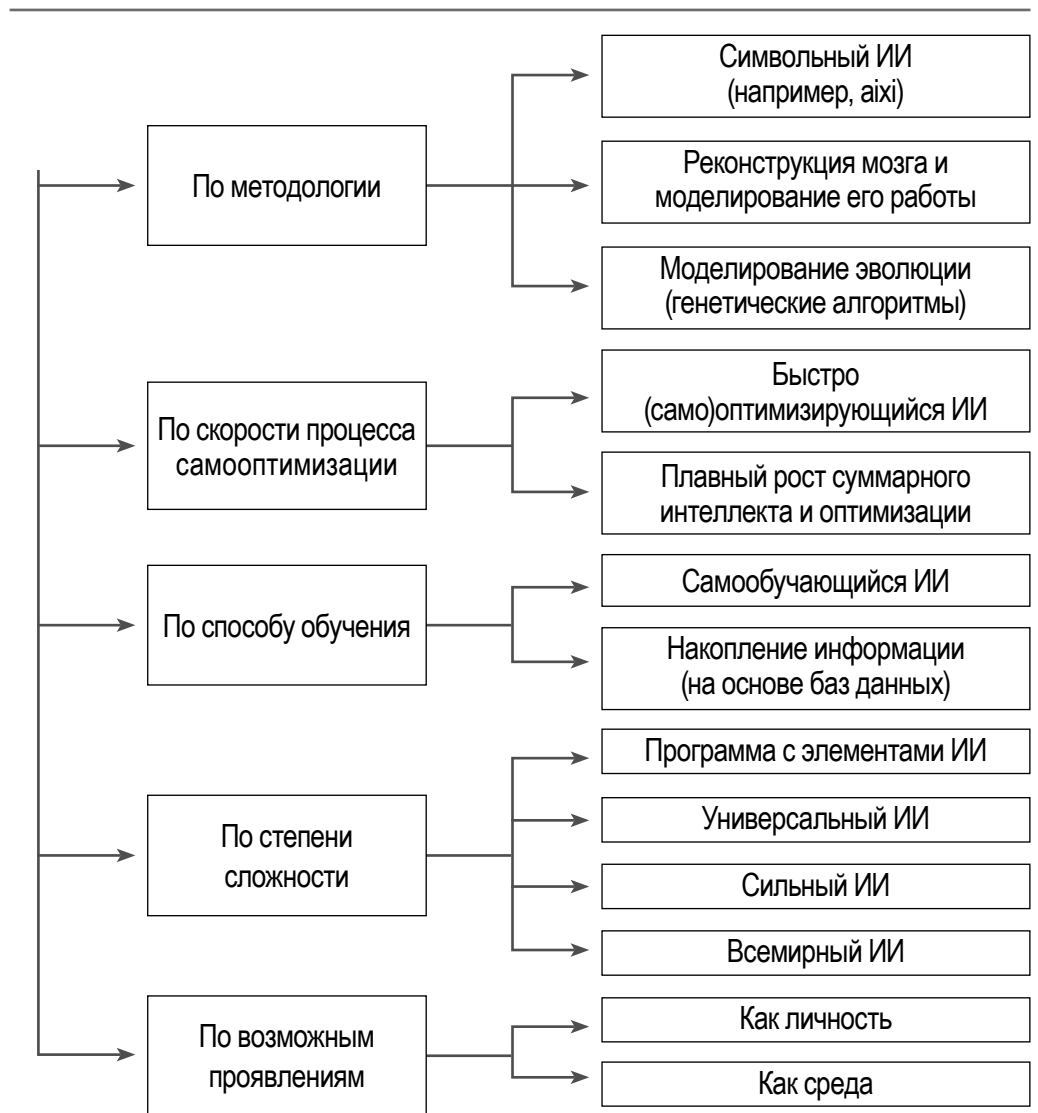 По методологии
Символьный ИИ
(например, aixi)
Реконструкция мозга и
моделирование его работы
Моделирование эволюции
(генетические алгоритмы)
По скорости процесса
самооптимизации
Быстро
(само)оптимизирующийся ИИ
Плавный рост суммарного
интеллекта и оптимизации
По способу обучения
Самообучающийся ИИ
Накопление информации
(на основе баз данных)
По степени
сложности
Программа с элементами ИИ
Универсальный ИИ
Сильный ИИ
Всемирный ИИ
По возможным
проявлениям
Как личность
Как среда